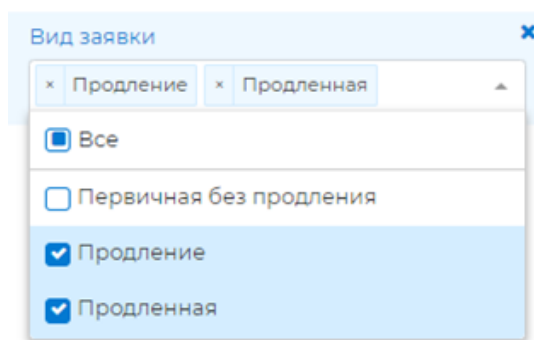 Вид заявки
× Продление × Продленная
Все
Первичная без продления
Продление
Продленная